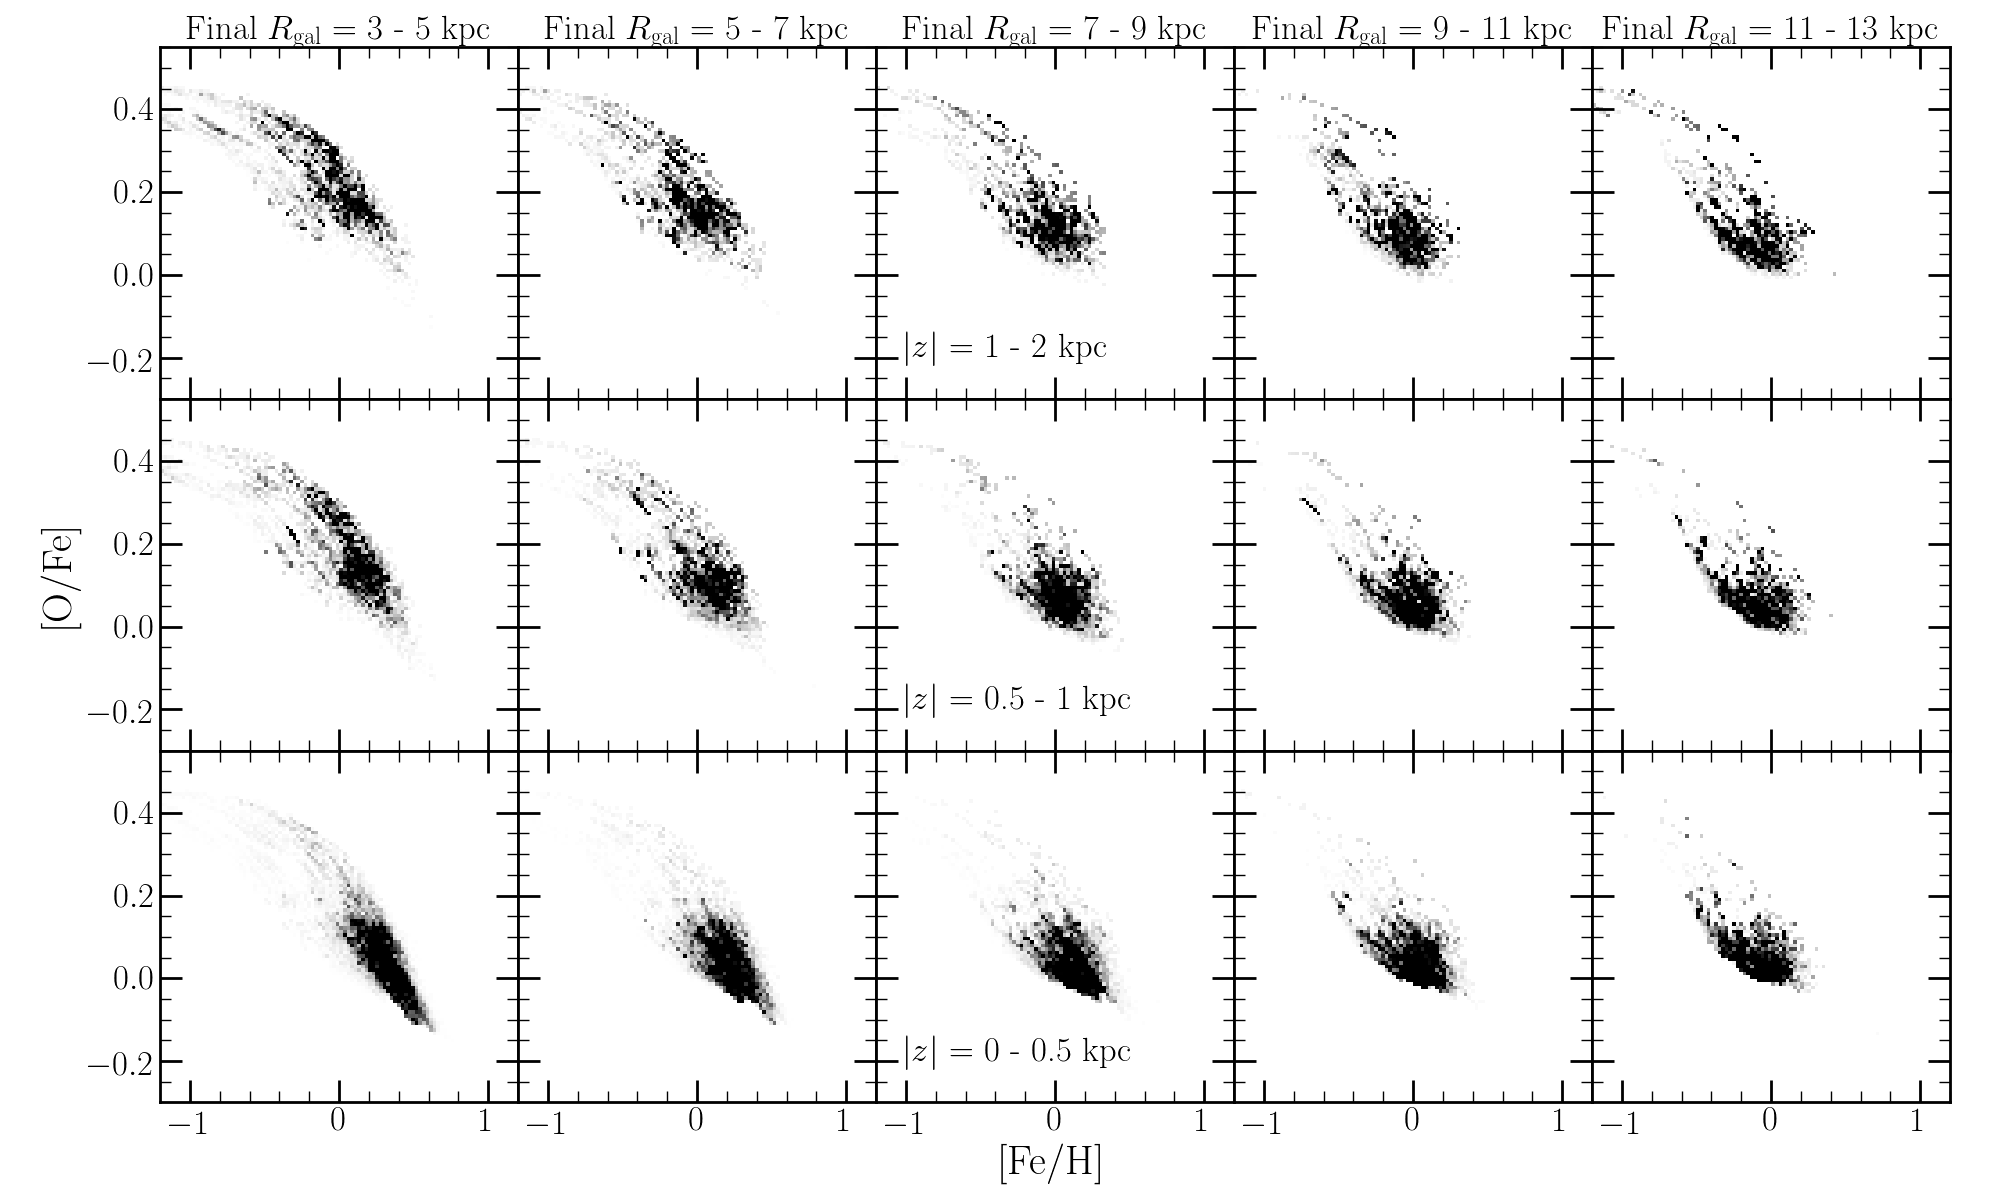 Final R_gal = 3 - 5 kpc Final R_gal = 5 - 7 kpc Final R_gal = 7 - 9 kpc Final R_gal = 9 - 11 kpc Final R_gal = 11 - 13 kpc
0.4
0.2
0.0
−0.2
|z| = 1 - 2 kpc
0.4
0.2
0.0
−0.2
|z| = 0.5 - 1 kpc
[O/Fe]
0.4
0.2
0.0
−0.2
|z| = 0 - 0.5 kpc
−1 0 1 −1 0 1 −1 0 1 −1 0 1 −1 0 1
[Fe/H]